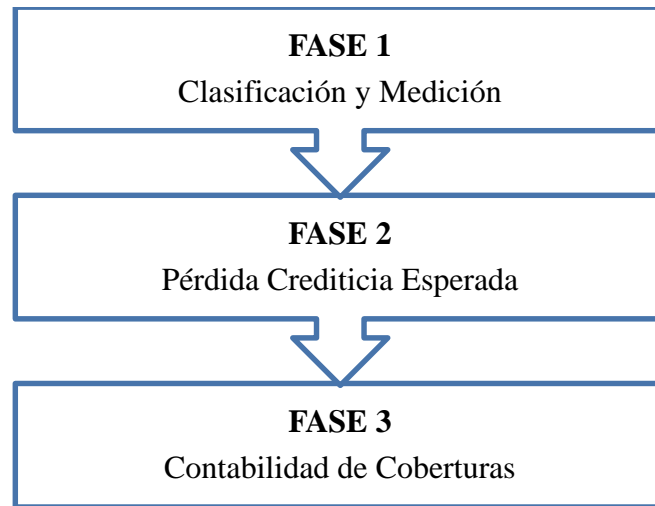 FASE 1
Clasificación y Medición
FASE 2
Pérdida Crediticia Esperada
FASE 3
Contabilidad de Coberturas